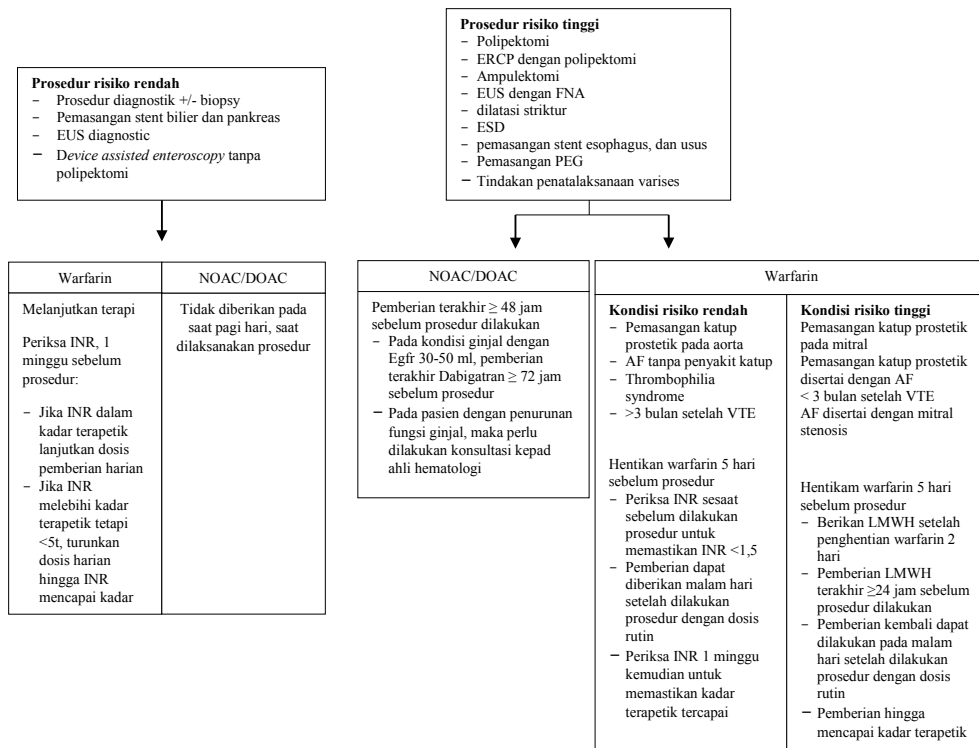 Prosedur risiko rendah
– Prosedur diagnostik +/- biopsy
– Pemasangan stent bilier dan pankreas
– EUS diagnostic
– Device assisted enteroscopy tanpa
polipektomi
Prosedur risiko tinggi
– Polipektomi
– ERCP dengan polipektomi
– Ampulektomi
– EUS dengan FNA
– dilatasi striktur
– ESD
– pemasangan stent esophagus, dan usus
– Pemasangan PEG
– Tindakan penatalaksanaan varises
Warfarin
Melanjutkan terapi
Periksa INR, 1
minggu sebelum
prosedur:
– Jika INR dalam
kadar terapetik
lanjutkan dosis
pemberian harian
– Jika INR
melebihi kadar
terapetik tetapi
<5t, turunkan
dosis harian
hingga INR
mencapai kadar
NOAC/DOAC
Tidak diberikan pada
saat pagi hari, saat
dilaksanakan prosedur
NOAC/DOAC
Pemberian terakhir ≥ 48 jam
sebelum prosedur dilakukan
– Pada kondisi ginjal dengan
Egfr 30-50 ml, pemberian
terakhir Dabigatran ≥ 72 jam
sebelum prosedur
– Pada pasien dengan penurunan
fungsi ginjal, maka perlu
dilakukan konsultasi kepad
ahli hematologi
Warfarin
Kondisi risiko rendah
– Pemasangan katup
prostetik pada aorta
– AF tanpa penyakit katup
– Thrombophilia
syndrome
– >3 bulan setelah VTE
Hentikan warfarin 5 hari
sebelum prosedur
– Periksa INR sesaat
sebelum dilakukan
prosedur untuk
memastikan INR <1,5
– Pemberian dapat
diberikan malam hari
setelah dilakukan
prosedur dengan dosis
rutin
– Periksa INR 1 minggu
kemudian untuk
memastikan kadar
terapetik tercapai
Kondisi risiko tinggi
Pemasangan katup prostetik
pada mitral
Pemasangan katup prostetik
disertai dengan AF
< 3 bulan setelah VTE
AF disertai dengan mitral
stenosis
Hentikam warfarin 5 hari
sebelum prosedur
– Berikan LMWH setelah
penghentian warfarin 2
hari
– Pemberian LMWH
terakhir ≥24 jam sebelum
prosedur dilakukan
– Pemberian kembali dapat
dilakukan pada malam
hari setelah dilakukan
prosedur dengan dosis
rutin
– Pemberian hingga
mencapai kadar terapetik